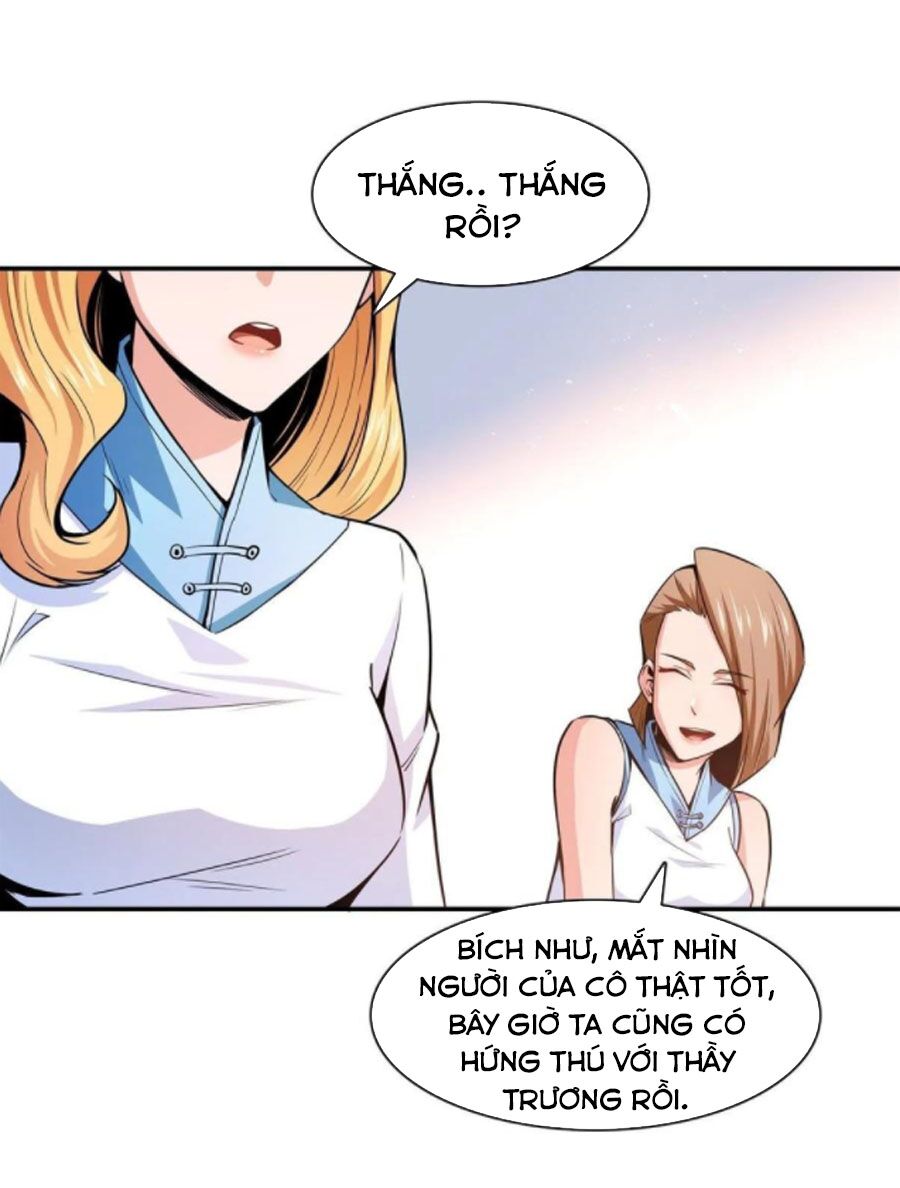 THẮNG.. THẮNG
RỒI?
BÍCH NHƯ, MẮT NHÌN
NGƯỜI CỦA CÔ THẬT TỐT,
BÂY GIỜ TA CŨNG CÓ
HỨNG THÚ VỚI THẦY
TRƯƠNG RỒI.